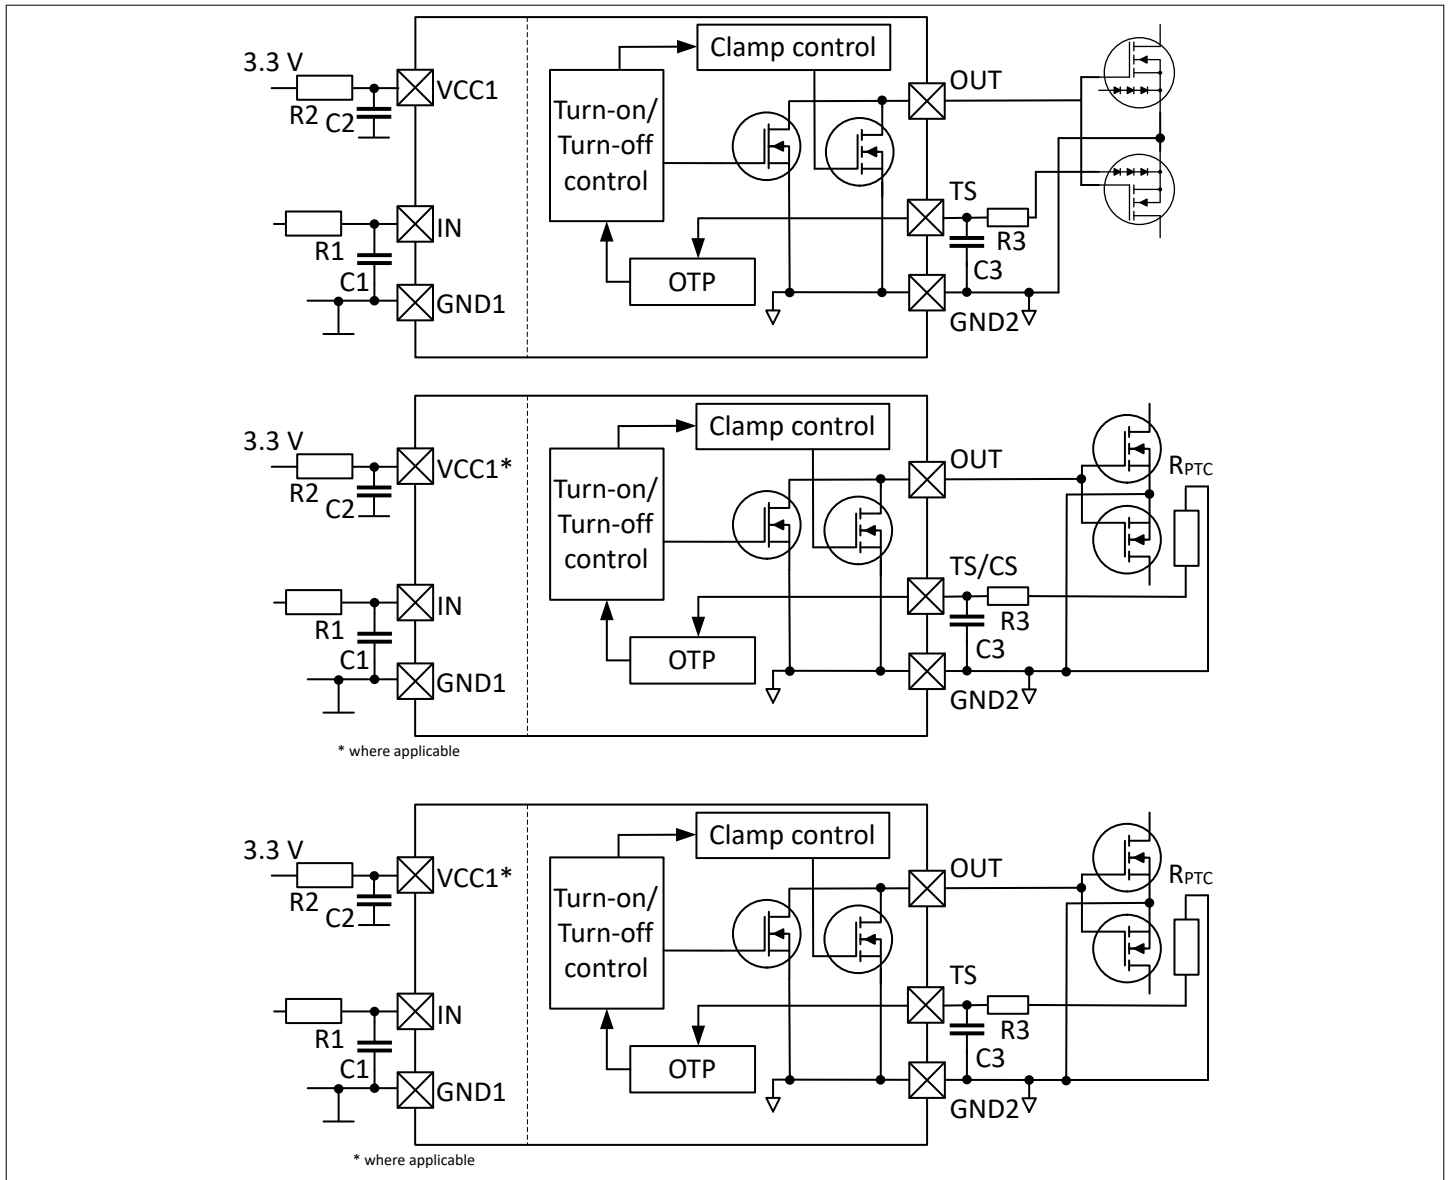 Clamp control
3.3 V
OUT
VCC1
Turn-on/
Turn-off
control
R2
C2
TS
IN
R1
R3
C1
OTP
C3
GND1
GND2
Clamp control
3.3 V
OUT
RPTC
VCC1*
Turn-on/
Turn-off
control
R2
C2
TS/CS
IN
R1
R3
C1
OTP
C3
GND1
GND2
* where applicable
Clamp control
3.3 V
OUT
RPTC
VCC1*
Turn-on/
Turn-off
control
R2
C2
TS
IN
R1
R3
C1
OTP
C3
GND1
GND2
* where applicable